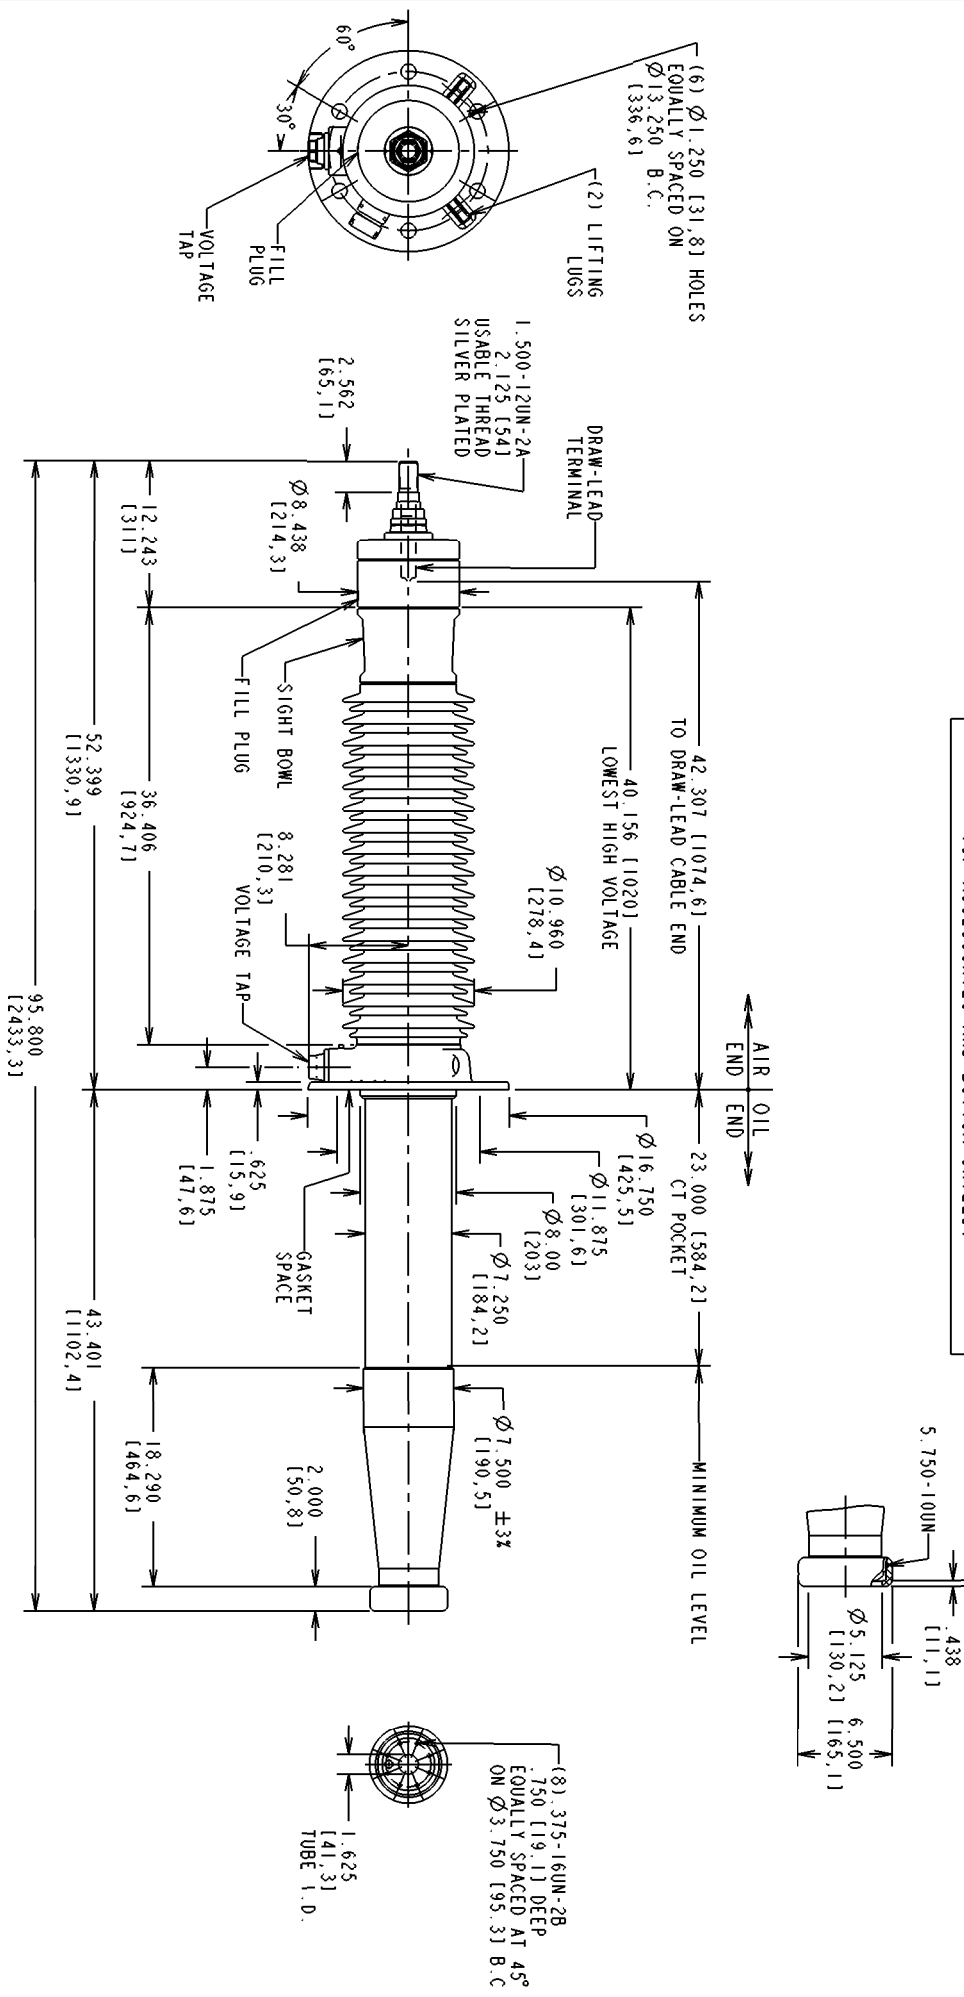 (6) Ø1.250 [31,8] HOLES
EQUALLY SPACED ON
Ø13.250 B.C.
[336,6]
60°
30°
(2) LIFTING
LUGS
FILL
PLUG
VOLTAGE
TAP
1.500-12UN-2A
2.125 [54]
USABLE THREAD
SILVER PLATED
DRAW-LEAD
TERMINAL
2.562
[65,1]
Ø8.438
[214,3]
12.243
[311]
SIGHT BOWL
FILL PLUG
42.307 [1074,6]
TO DRAW-LEAD CABLE END
40.156 [1020]
LOWEST HIGH VOLTAGE
Ø10.960
[278,4]
8.281
[210,3]
VOLTAGE TAP
36.406
[924,7]
52.399
[1330,9]
95.800
[2433,3]
AIR
END
OIL
END
23.000 [584,2]
CT POCKET
Ø16.750
[425,5]
Ø11.875
[301,6]
Ø8.00
[203]
Ø7.250
[184,2]
GASKET
SPACE
.625
[15,9]
1.875
[47,6]
43.401
[1102,4]
MINIMUM OIL LEVEL
Ø7.500 ±3%
[190,5]
2.000
[50,8]
18.290
[464,6]
5.750-10UN
.438
[11,1]
Ø5.125
[130,2]
6.500
[165,1]
(8).375-16UN-2B
.750 [19.1] DEEP
EQUALLY SPACED AT 45°
ON Ø3.750 [95.3] B.C
1.625
[41,3]
TUBE I.D.